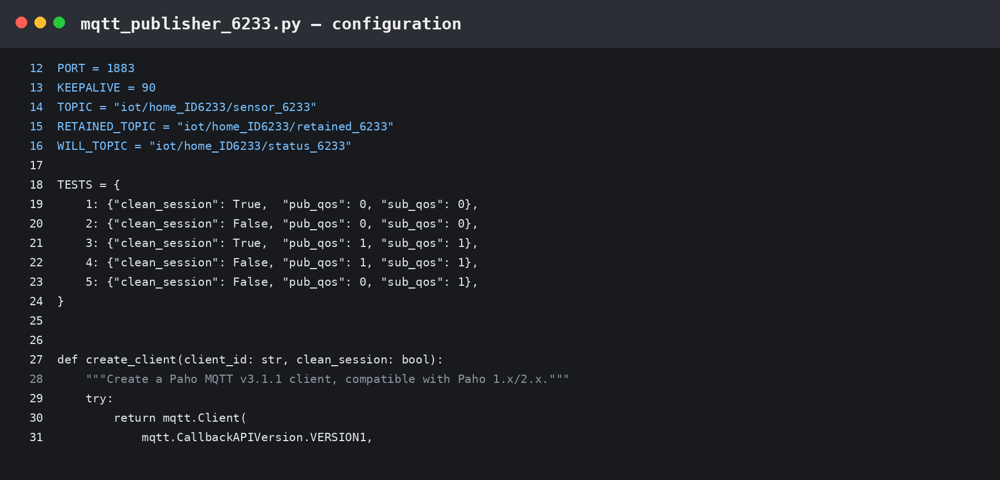 mqtt_publisher_6233.py — configuration
12  PORT = 1883
13  KEEPALIVE = 90
14  TOPIC = "iot/home_ID6233/sensor_6233"
15  RETAINED_TOPIC = "iot/home_ID6233/retained_6233"
16  WILL_TOPIC = "iot/home_ID6233/status_6233"
17
18  TESTS = {
19      1: {"clean_session": True,  "pub_qos": 0, "sub_qos": 0},
20      2: {"clean_session": False, "pub_qos": 0, "sub_qos": 0},
21      3: {"clean_session": True,  "pub_qos": 1, "sub_qos": 1},
22      4: {"clean_session": False, "pub_qos": 1, "sub_qos": 1},
23      5: {"clean_session": False, "pub_qos": 0, "sub_qos": 1},
24  }
25
26
27  def create_client(client_id: str, clean_session: bool):
28      """Create a Paho MQTT v3.1.1 client, compatible with Paho 1.x/2.x."""
29      try:
30          return mqtt.Client(
31              mqtt.CallbackAPIVersion.VERSION1,